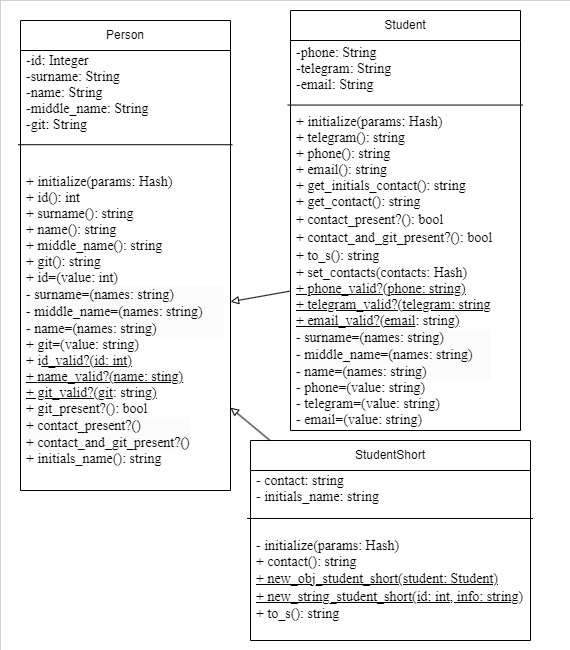 Person
-id: Integer
-surname: String
-name: String
-middle_name: String
-git: String
+ initialize(params: Hash)
+ id(): int
+ surname(): string
+ name(): string
+ middle_name(): string
+ git(): string
+ id=(value: int)
- surname=(names: string)
- middle_name=(names: string)
- name=(names: string)
+ git=(value: string)
+ id_valid?(id: int)
+ name_valid?(name: sting)
+ git_valid?(git: string)
+ git_present?(): bool
+ contact_present?()
+ contact_and_git_present?()
+ initials_name(): string
Student
-phone: String
-telegram: String
-email: String
+ initialize(params: Hash)
+ telegram(): string
+ phone(): string
+ email(): string
+ get_initials_contact(): string
+ get_contact(): string
+ contact_present?(): bool
+ contact_and_git_present?(): bool
+ to_s(): string
+ set_contacts(contacts: Hash)
+ phone_valid?(phone: string)
+ telegram_valid?(telegram: string
+ email_valid?(email: string)
- surname=(names: string)
- middle_name=(names: string)
- name=(names: string)
- phone=(value: string)
- telegram=(value: string)
- email=(value: string)
StudentShort
- contact: string
- initials_name: string
- initialize(params: Hash)
+ contact(): string
+ new_obj_student_short(student: Student)
+ new_string_student_short(id: int, info: string)
+ to_s(): string